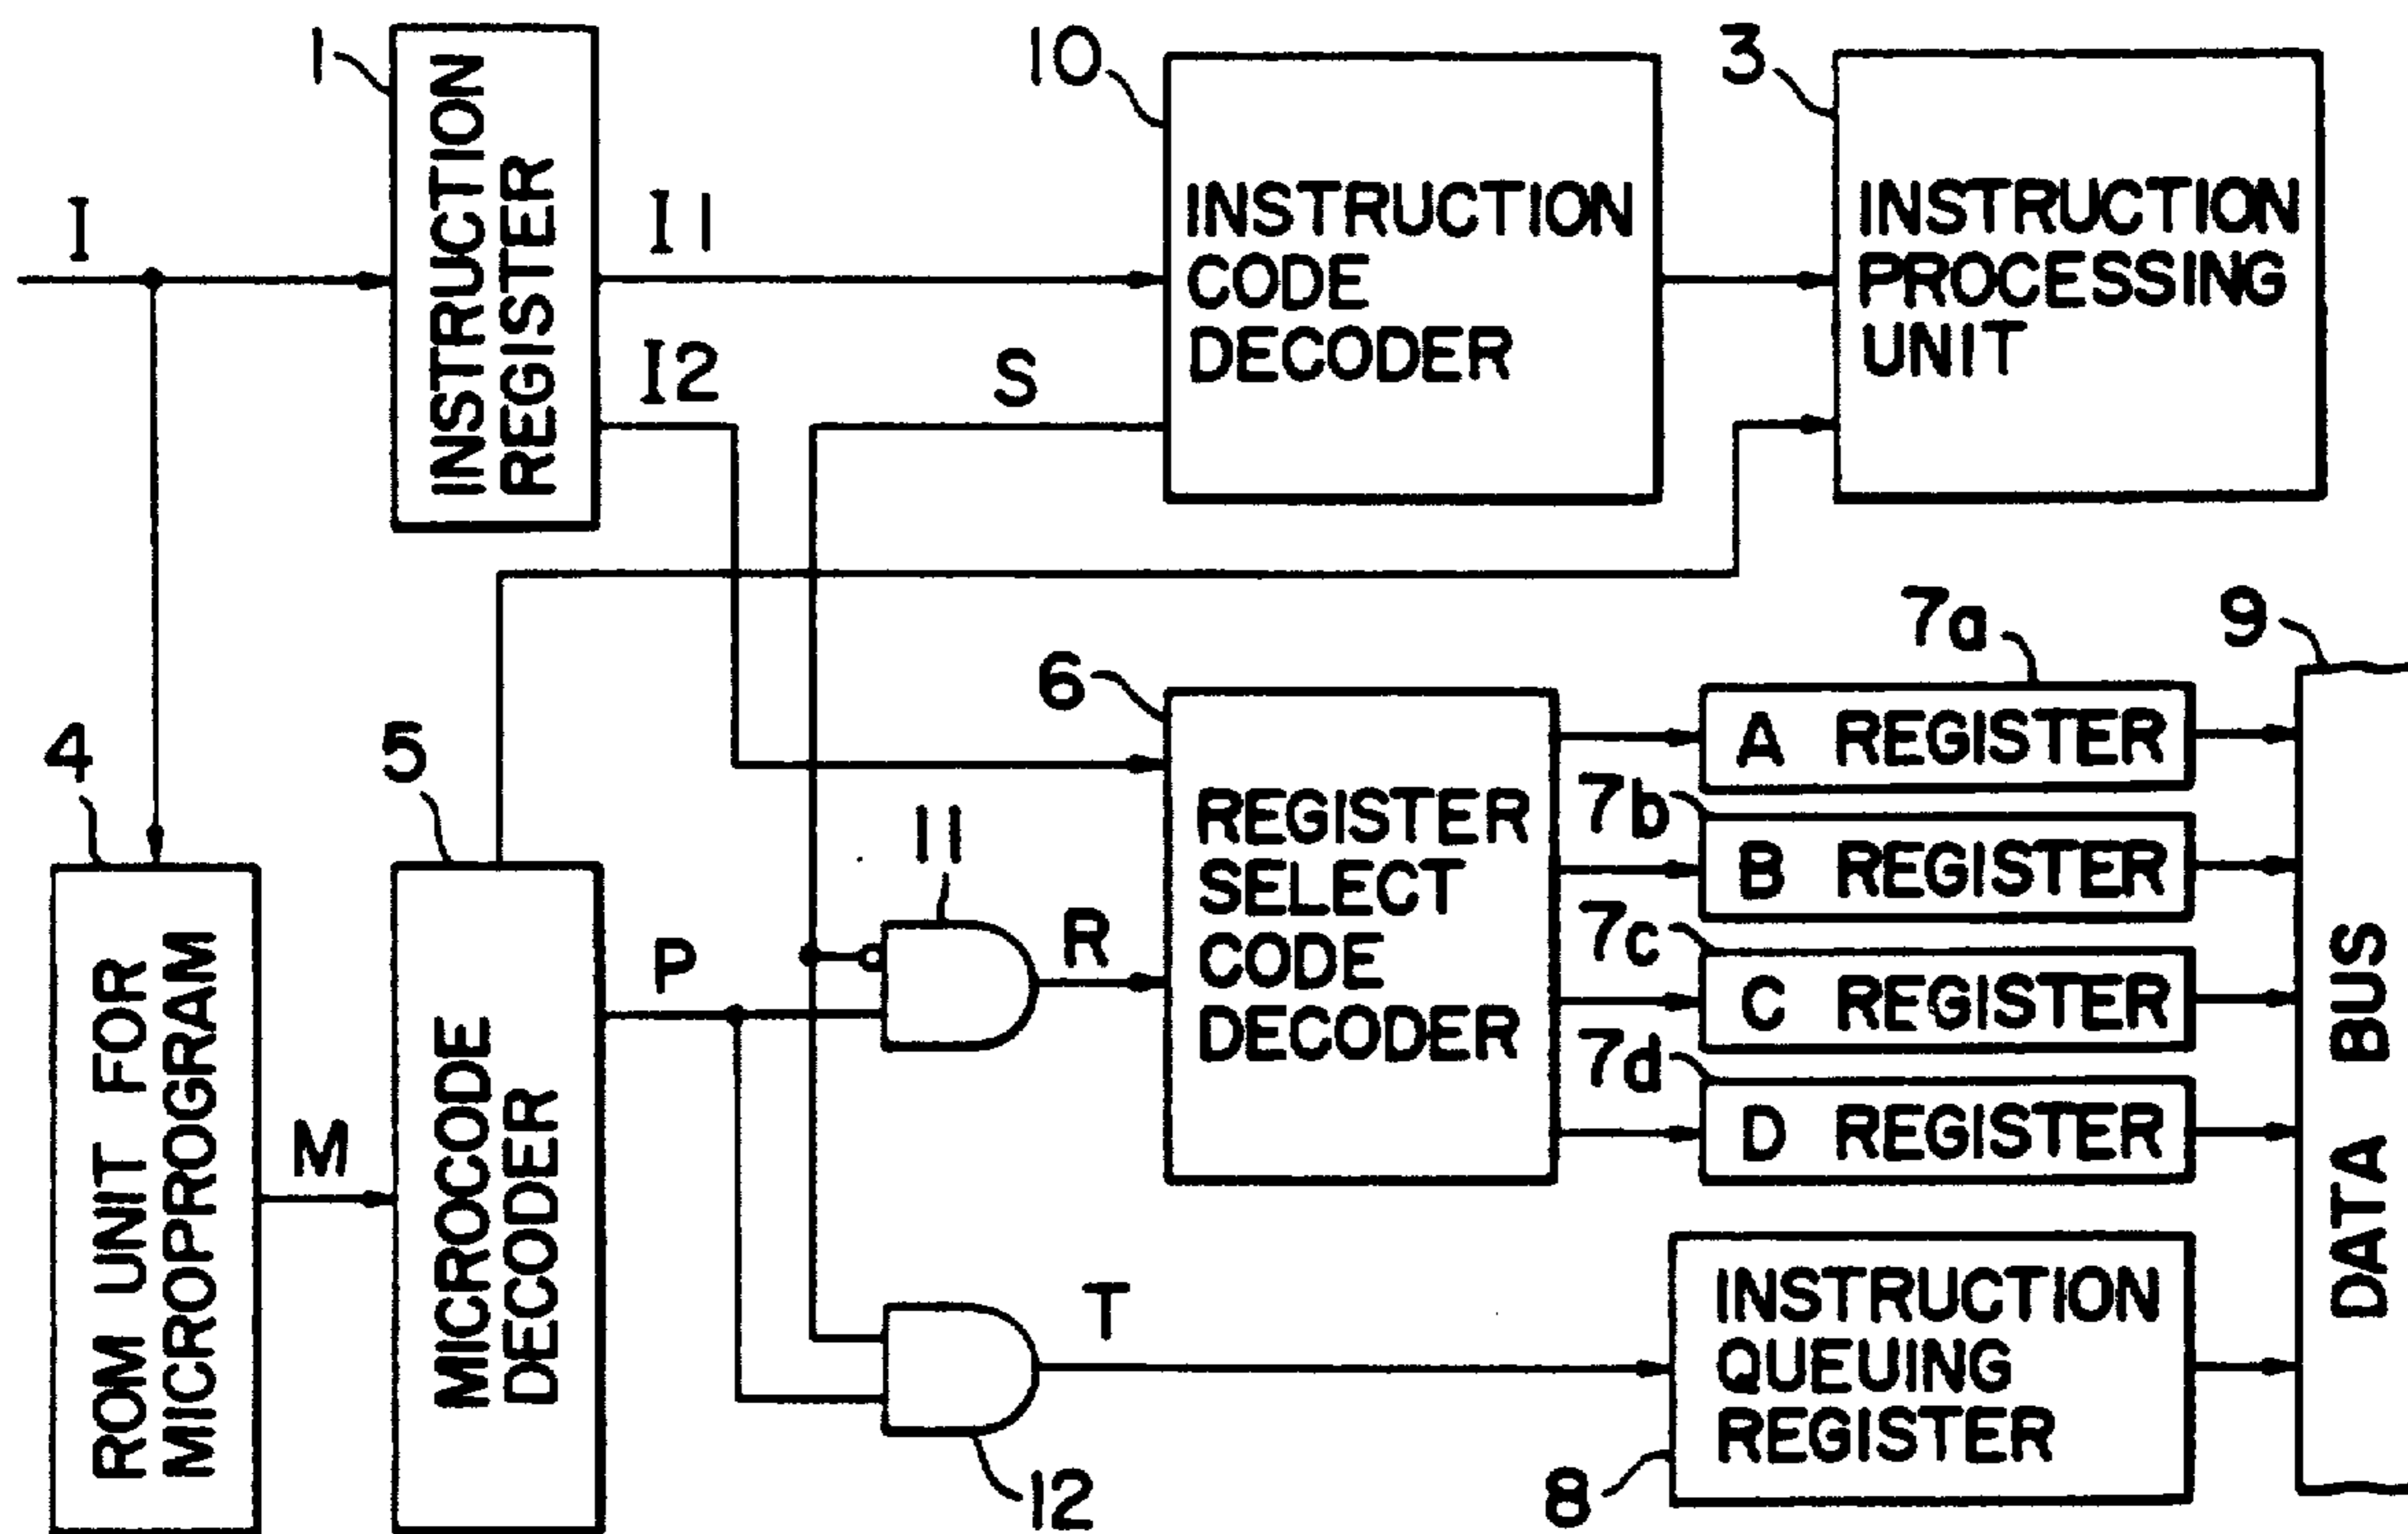 1
INSTRUCTION
REGISTER
10
INSTRUCTION
CODE
DECODER
3
INSTRUCTION
PROCESSING
UNIT
I
I1
I2
S
4
ROM UNIT FOR
MICROPROGRAM
M
5
MICROCODE
DECODER
P
11
R
6
REGISTER
SELECT
CODE
DECODER
7a
A REGISTER
7b
B REGISTER
7c
C REGISTER
7d
D REGISTER
9
DATA BUS
12
T
INSTRUCTION
QUEUING
REGISTER
8